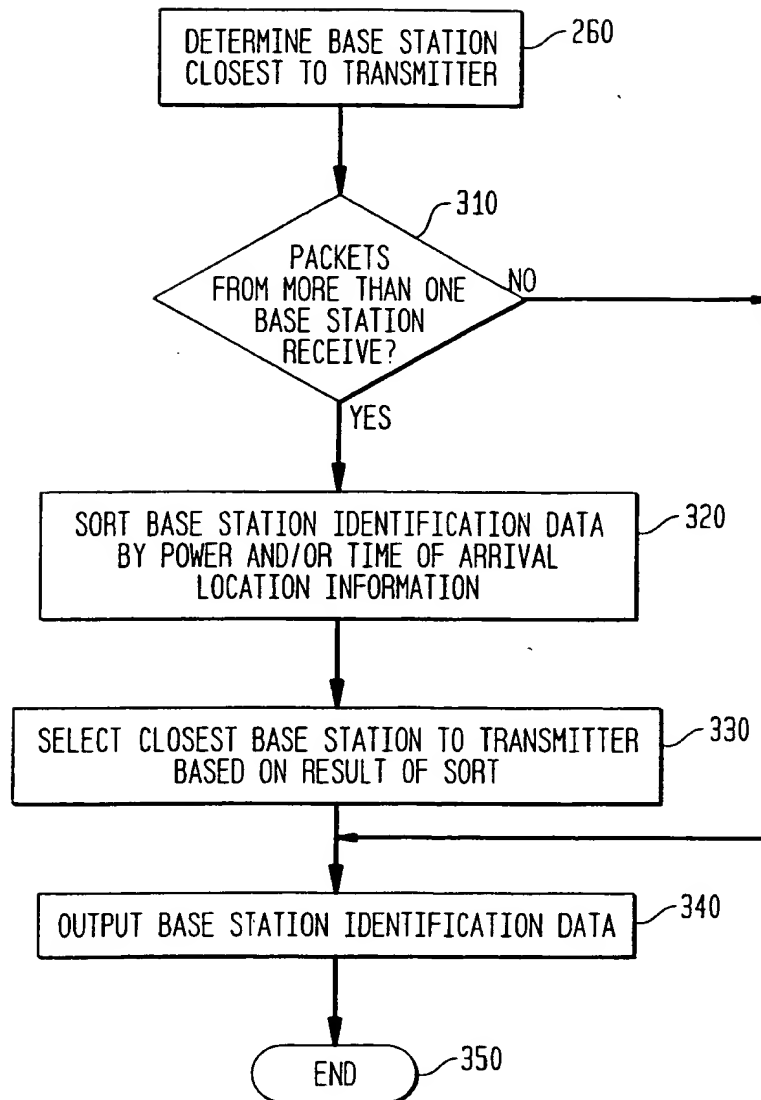 DETERMINE BASE STATION
CLOSEST TO TRANSMITTER
260
310
PACKETS
FROM MORE THAN ONE
BASE STATION
RECEIVE?
NO
YES
SORT BASE STATION IDENTIFICATION DATA
BY POWER AND/OR TIME OF ARRIVAL
LOCATION INFORMATION
320
SELECT CLOSEST BASE STATION TO TRANSMITTER
BASED ON RESULT OF SORT
330
OUTPUT BASE STATION IDENTIFICATION DATA
340
END
350